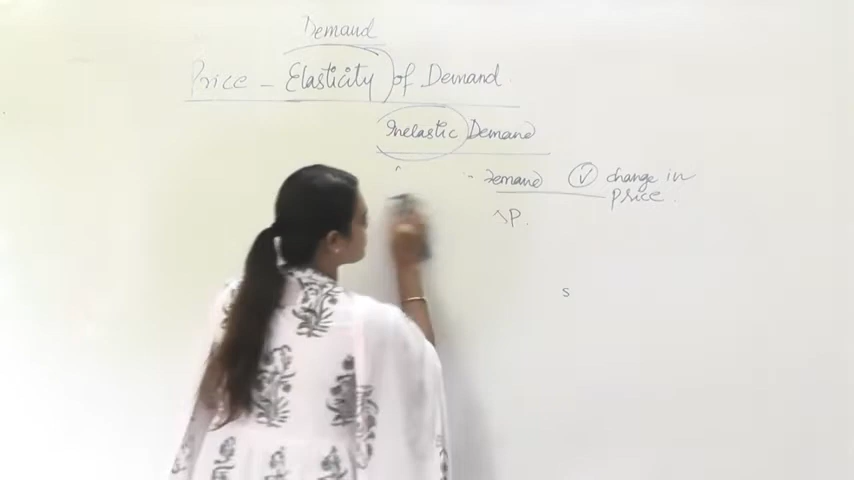 Demand
Price - Elasticity of Demand
Inelastic Demand
Demand ✓ change in
price.
P.
s